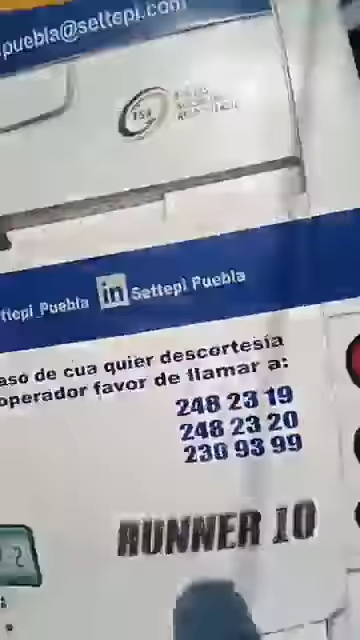 puebla@settepi.com
ttepi_Puebla in Settepi Puebla
aso de cua quier descortesía
operador favor de llamar a:
248 23 19
248 23 20
230 93 99
RUNNER 10